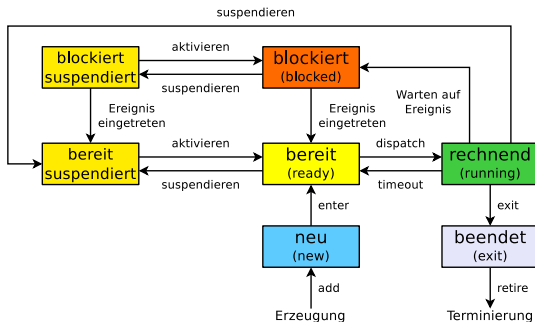 suspendieren
blockiert
suspendiert
aktivieren
suspendieren
blockiert
(blocked)
Ereignis
eingetreten
Ereignis
eingetreten
Warten auf
Ereignis
bereit
suspendiert
aktivieren
suspendieren
bereit
(ready)
dispatch
timeout
rechnend
(running)
enter
exit
neu
(new)
beendet
(exit)
add
retire
Erzeugung
Terminierung